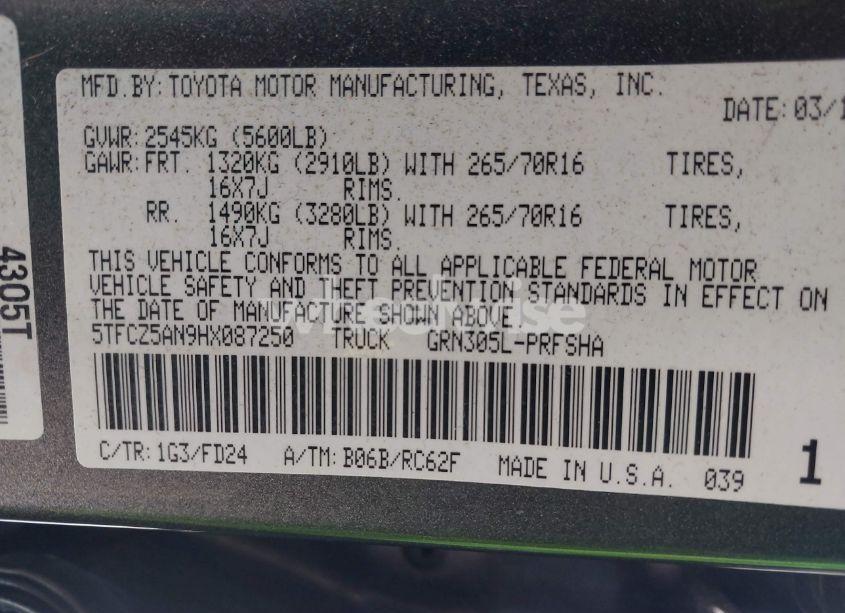 MFD.BY: TOYOTA MOTOR MANUFACTURING, TEXAS, INC.
DATE: 03/1
GVWR: 2545KG (5600LB)
GAWR: FRT. 1320KG (2910LB) WITH 265/70R16 TIRES,
16X7J RIMS.
RR. 1490KG (3280LB) WITH 265/70R16 TIRES,
16X7J RIMS.
THIS VEHICLE CONFORMS TO ALL APPLICABLE FEDERAL MOTOR
VEHICLE SAFETY AND THEFT PREVENTION STANDARDS IN EFFECT ON
THE DATE OF MANUFACTURE SHOWN ABOVE.
5TFCZ5AN9HX087250 TRUCK GRN305L-PRFSHA
C/TR: 1G3/FD24 A/TM: B06B/RC62F MADE IN U.S.A. 039
1
4305T